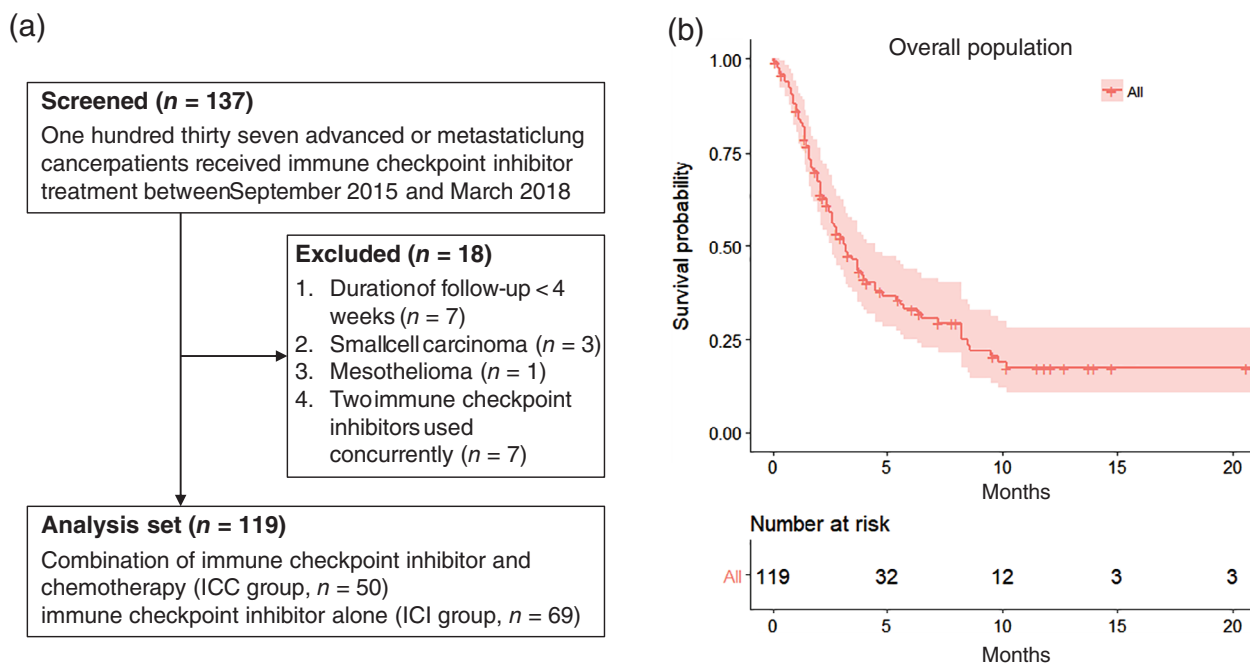 (a)
Screened (n = 137)
One hundred thirty seven advanced or metastaticlung
cancerpatients received immune checkpoint inhibitor
treatment betweenSeptember 2015 and March 2018
Excluded (n = 18)
1. Durationof follow-up < 4
weeks (n = 7)
2. Smallcell carcinoma (n = 3)
3. Mesothelioma (n = 1)
4. Twoimmune checkpoint
inhibitorsused
concurrently (n = 7)
Analysis set (n = 119)
Combination of immune checkpoint inhibitor and
chemotherapy (ICC group, n = 50)
immune checkpoint inhibitor alone (ICI group, n = 69)
(b)
Overall population
All
Survival probability
1.00
0.75
0.50
0.25
0.00
0 5 10 15 20
Months
Number at risk
All 119 32 12 3 3
0 5 10 15 20
Months